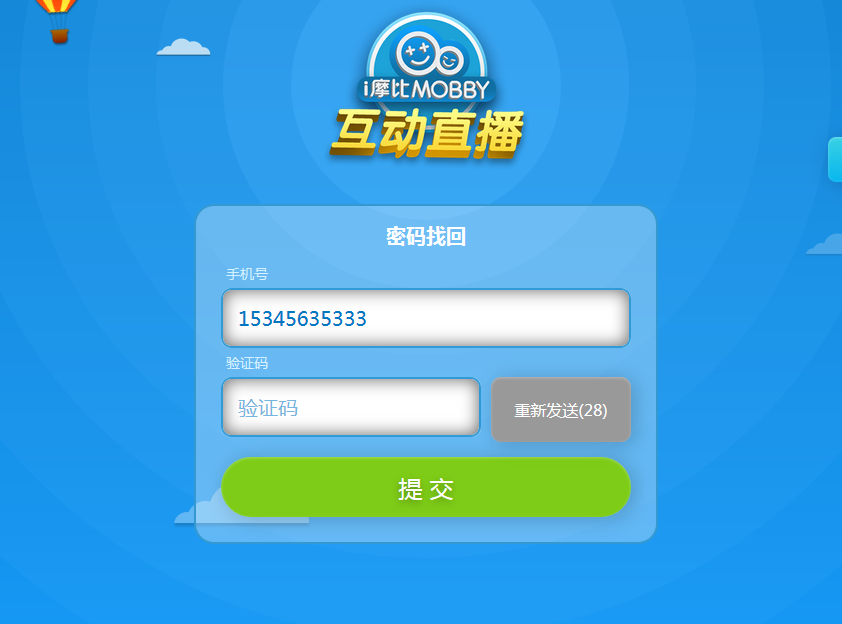 i摩比MOBBY
互动直播
密码找回
手机号
15345635333
验证码
验证码
重新发送(28)
提 交